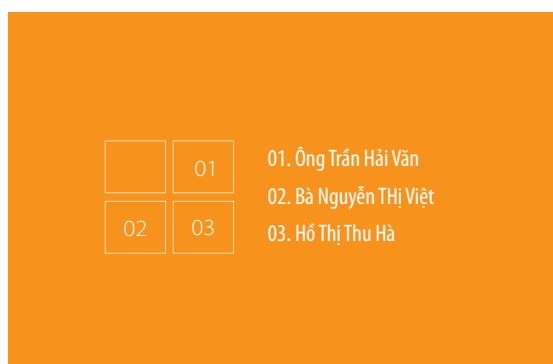 01
02 03
01. Ông Trần Hải Văn
02. Bà Nguyễn THị Việt
03. Hồ Thị Thu Hà